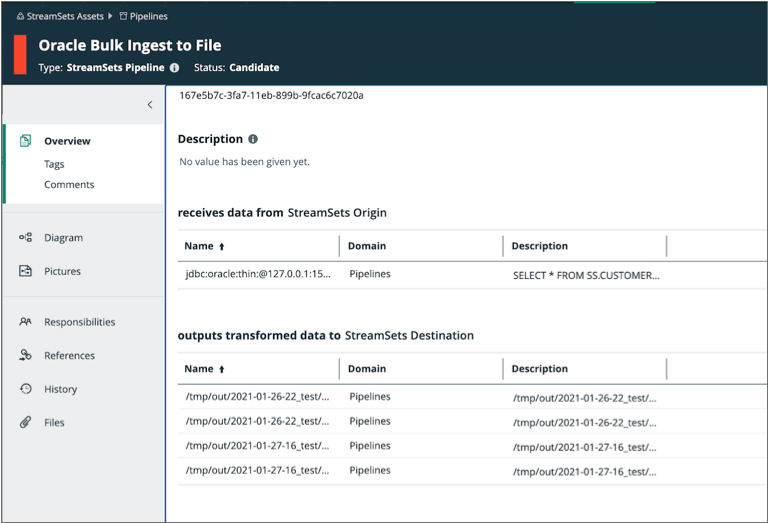 StreamSets Assets Pipelines
Oracle Bulk Ingest to File
Type: StreamSets Pipeline Status: Candidate
Overview
Tags
Comments
Diagram
Pictures
Responsibilities
References
History
Files
167e5b7c-3fa7-11eb-899b-9fcac6c7020a
Description
No value has been given yet.
receives data from StreamSets Origin
Name Domain Description
jdbc:oracle:thin:@127.0.0.1:15... Pipelines SELECT * FROM SS.CUSTOMER...
outputs transformed data to StreamSets Destination
Name Domain Description
/tmp/out/2021-01-26-22_test/... Pipelines /tmp/out/2021-01-26-22_test/...
/tmp/out/2021-01-26-22_test/... Pipelines /tmp/out/2021-01-26-22_test/...
/tmp/out/2021-01-27-16_test/... Pipelines /tmp/out/2021-01-27-16_test/...
/tmp/out/2021-01-27-16_test/... Pipelines /tmp/out/2021-01-27-16_test/...